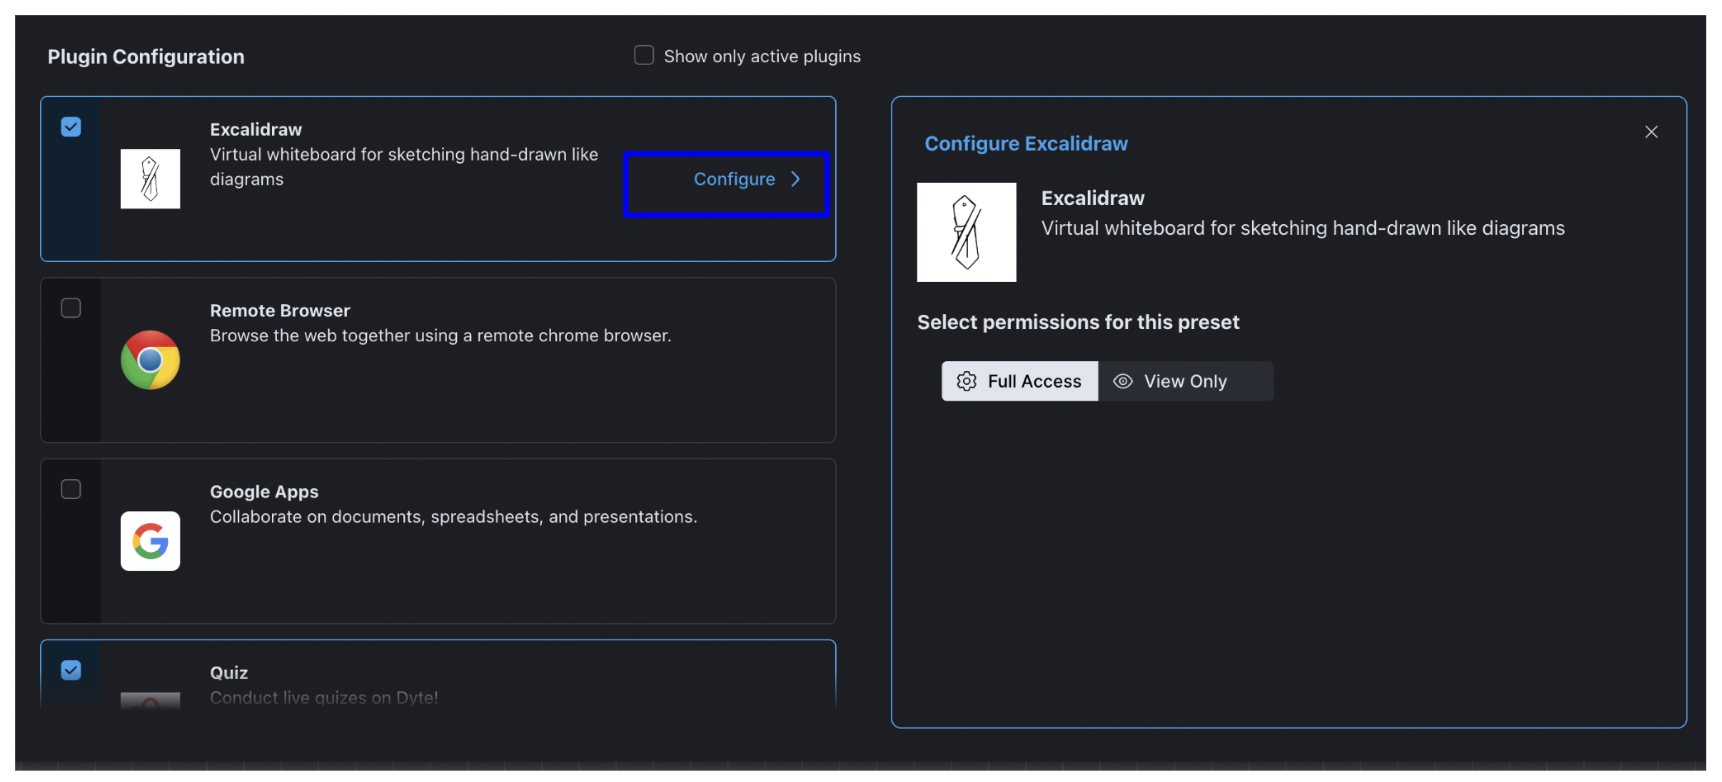 Plugin Configuration
Show only active plugins
Excalidraw
Virtual whiteboard for sketching hand-drawn like
diagrams
Configure
Remote Browser
Browse the web together using a remote chrome browser.
Google Apps
Collaborate on documents, spreadsheets, and presentations.
Quiz
Conduct live quizes on Dyte!
Configure Excalidraw
Excalidraw
Virtual whiteboard for sketching hand-drawn like diagrams
Select permissions for this preset
Full Access
View Only